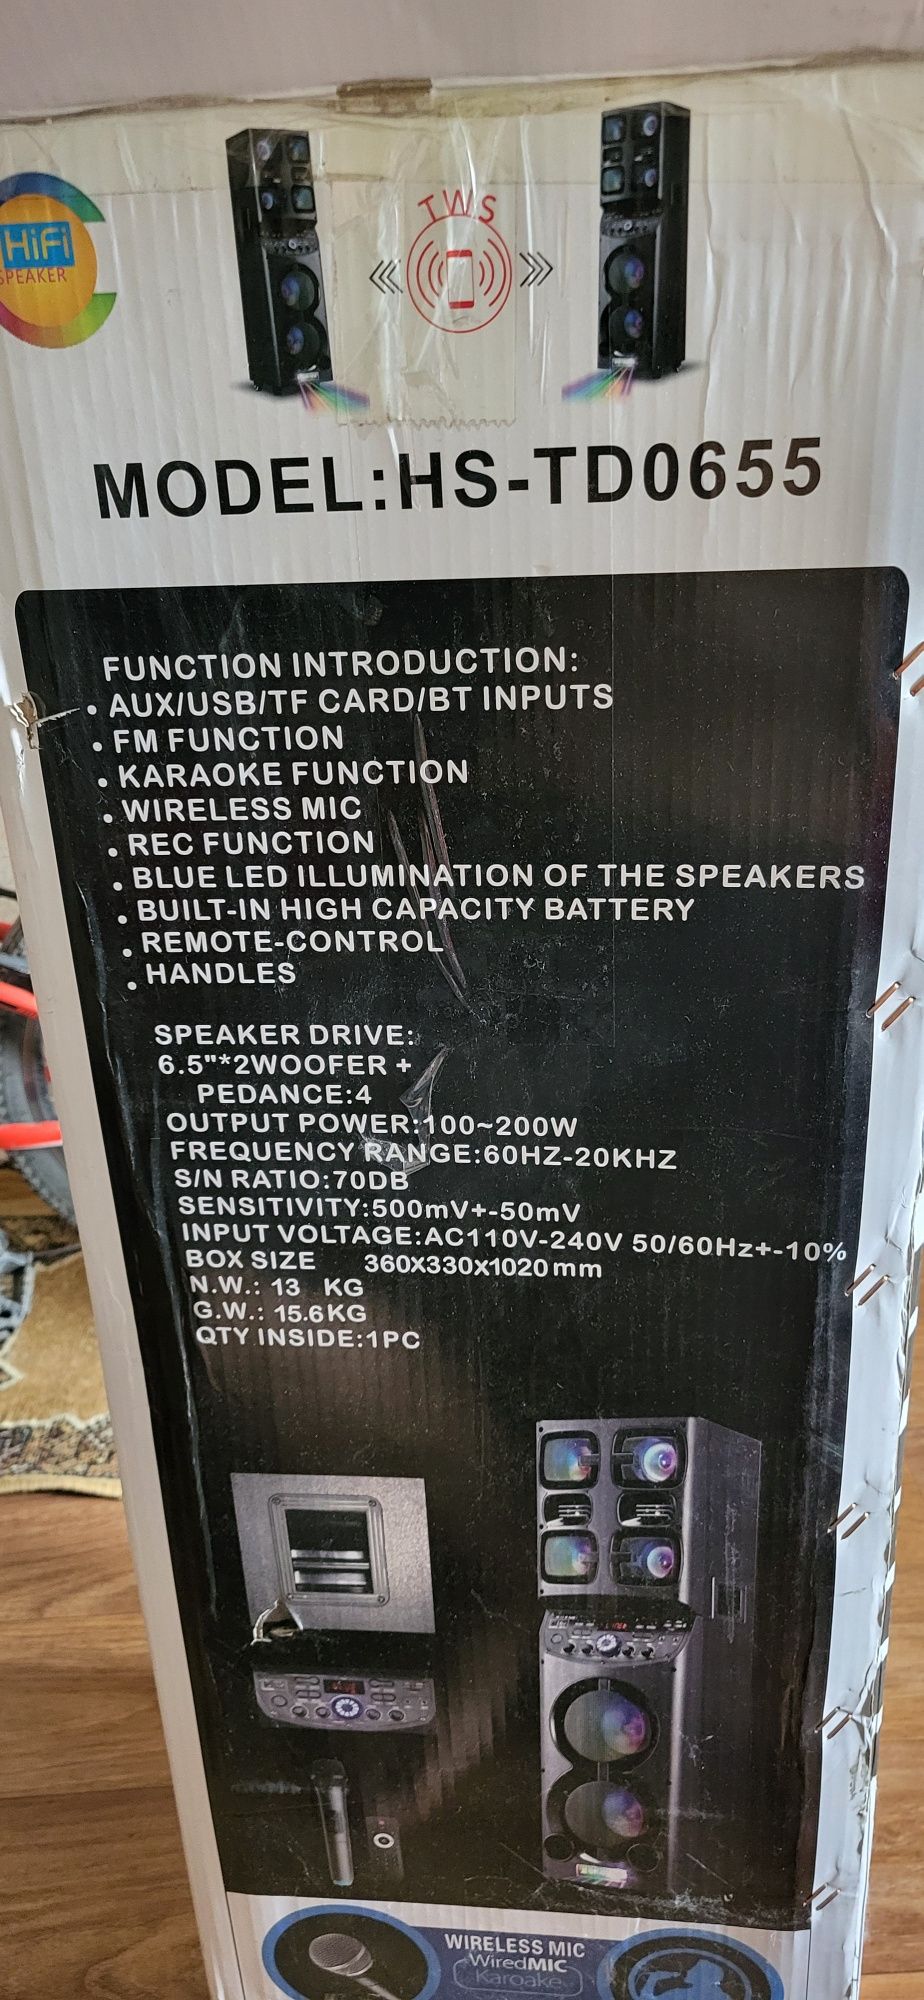 TWS
HiFi
SPEAKER
MODEL:HS-TD0655
FUNCTION INTRODUCTION:
. AUX/USB/TF CARD/BT INPUTS
. FM FUNCTION
. KARAOKE FUNCTION
. WIRELESS MIC
. REC FUNCTION
. BLUE LED ILLUMINATION OF THE SPEAKERS
. BUILT-IN HIGH CAPACITY BATTERY
. REMOTE-CONTROL
. HANDLES
SPEAKER DRIVE:
6.5"*2WOOFER +
PEDANCE:4
OUTPUT POWER:100~200W
FREQUENCY RANGE:60HZ-20KHZ
S/N RATIO:70DB
SENSITIVITY:500mV+-50mV
INPUT VOLTAGE:AC110V-240V 50/60Hz+-10%
BOX SIZE 360X330X1020mm
N.W.: 13 KG
G.W.: 15.6KG
QTY INSIDE:1PC
WIRELESS MIC
WiredMIC
Karoake